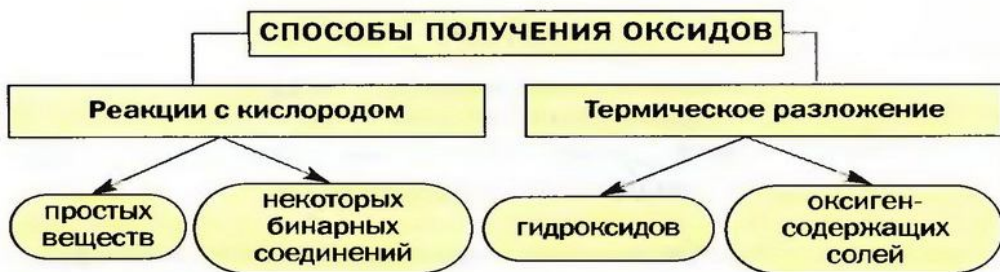 СПОСОБЫ ПОЛУЧЕНИЯ ОКСИДОВ
Реакции с кислородом
Термическое разложение
простых
веществ
некоторых
бинарных
соединений
гидроксидов
оксиген-
содержащих
солей